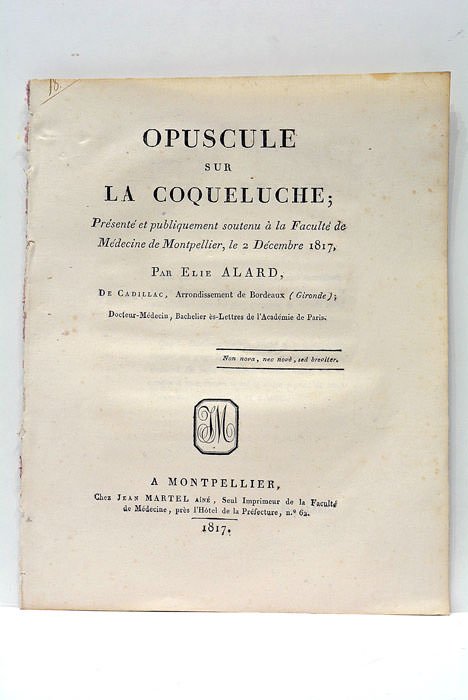 18.
OPUSCULE
SUR
LA COQUELUCHE;
Présenté et publiquement soutenu à la Faculté de
Médecine de Montpellier, le 2 Décembre 1817,
PAR ELIE ALARD,
DE CADILLAC, Arrondissement de Bordeaux (Gironde);
Docteur-Médecin, Bachelier ès-Lettres de l'Académie de Paris.
Non nova, nec novè, sed breviter.
JM
A MONTPELLIER,
Chez JEAN MARTEL AÎNÉ, Seul Imprimeur de la Faculté
de Médecine, près l'Hôtel de la Préfecture, n.º 62.
1817.